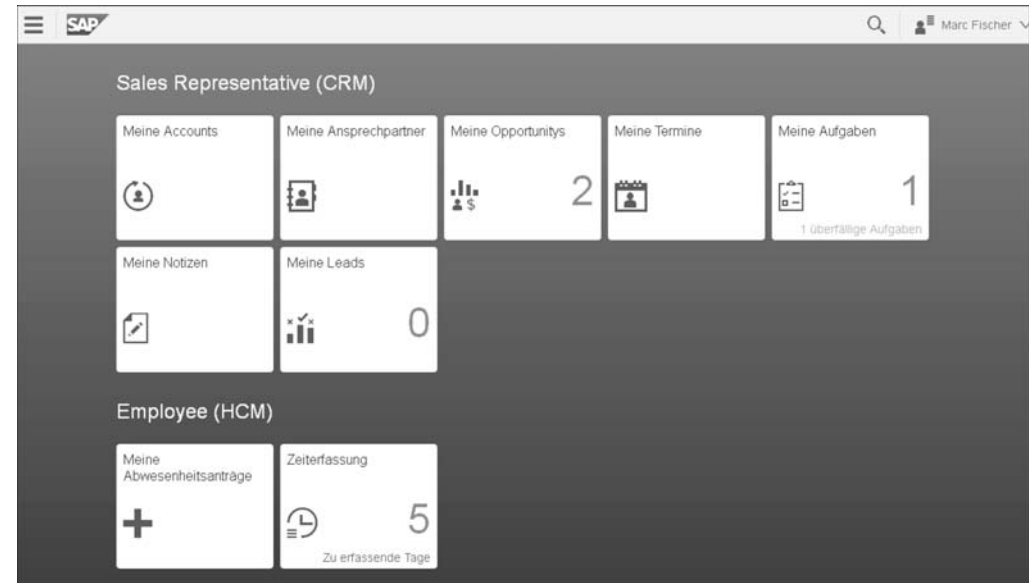 SAP
Marc Fischer
Sales Representative (CRM)
Meine Accounts
Meine Ansprechpartner
Meine Opportunitys
2
Meine Termine
Meine Aufgaben
1
1 überfällige Aufgaben
Meine Notizen
Meine Leads
0
Employee (HCM)
Meine
Abwesenheitsanträge
Zeiterfassung
5
Zu erfassende Tage